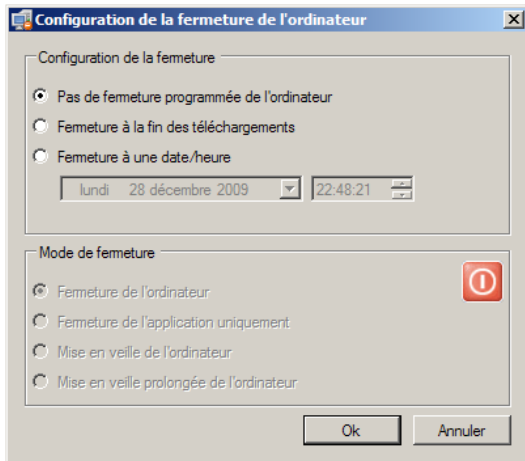 Configuration de la fermeture de l'ordinateur
Configuration de la fermeture
Pas de fermeture programmée de l'ordinateur
Fermeture à la fin des téléchargements
Fermeture à une date/heure
lundi 28 décembre 2009 22:48:21
Mode de fermeture
Fermeture de l'ordinateur
Fermeture de l'application uniquement
Mise en veille de l'ordinateur
Mise en veille prolongée de l'ordinateur
Ok Annuler